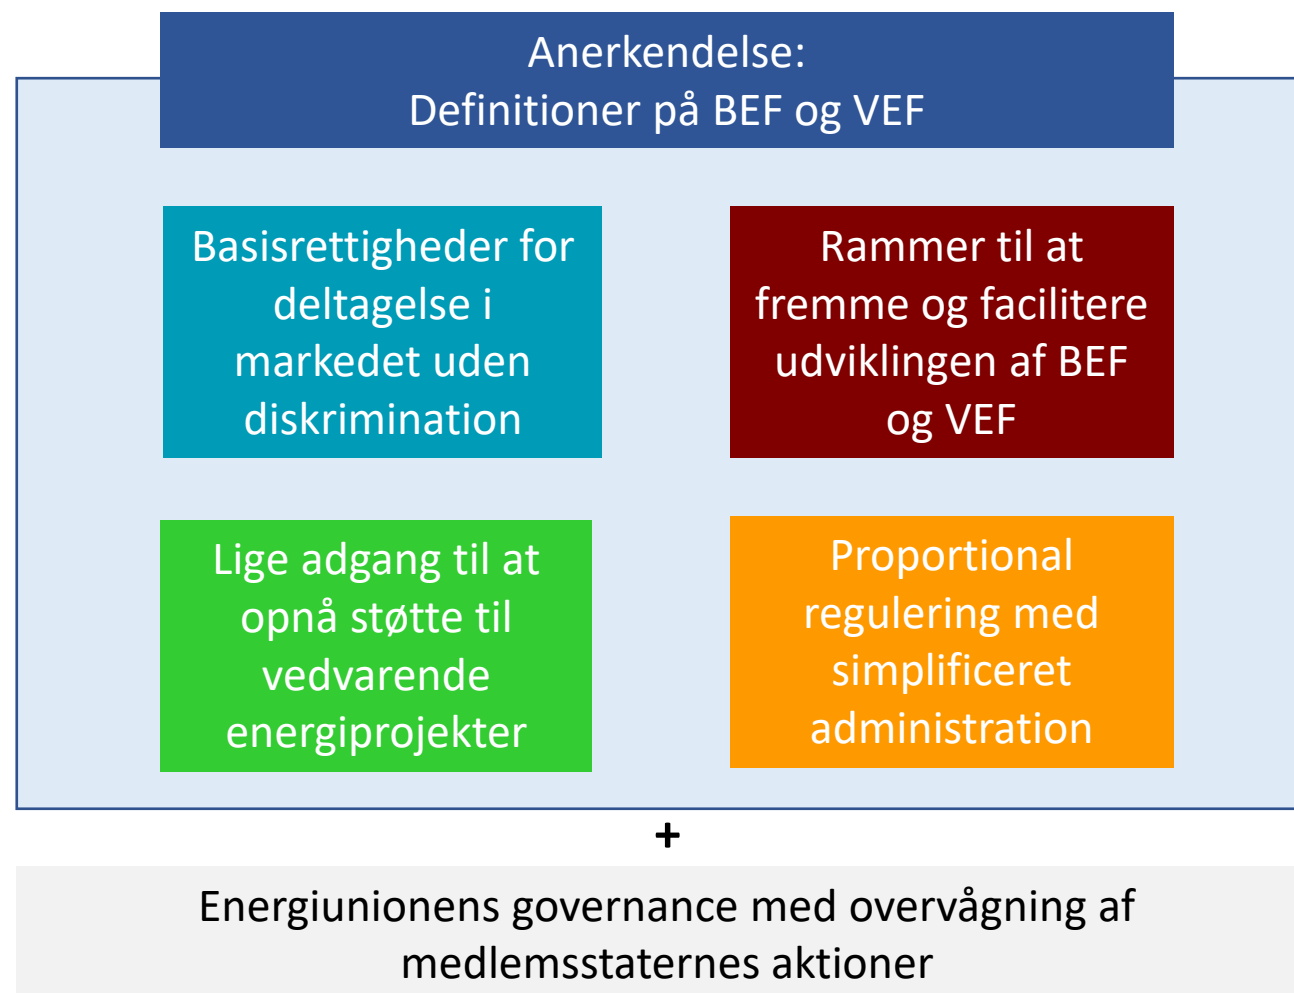 Anerkendelse:
Definitioner på BEF og VEF
Basisrettigheder for
deltagelse i
markedet uden
diskrimination
Rammer til at
fremme og facilitere
udviklingen af BEF
og VEF
Lige adgang til at
opnå støtte til
vedvarende
energiprojekter
Proportional
regulering med
simplificeret
administration
+
Energiunionens governance med overvågning af
medlemsstaternes aktioner